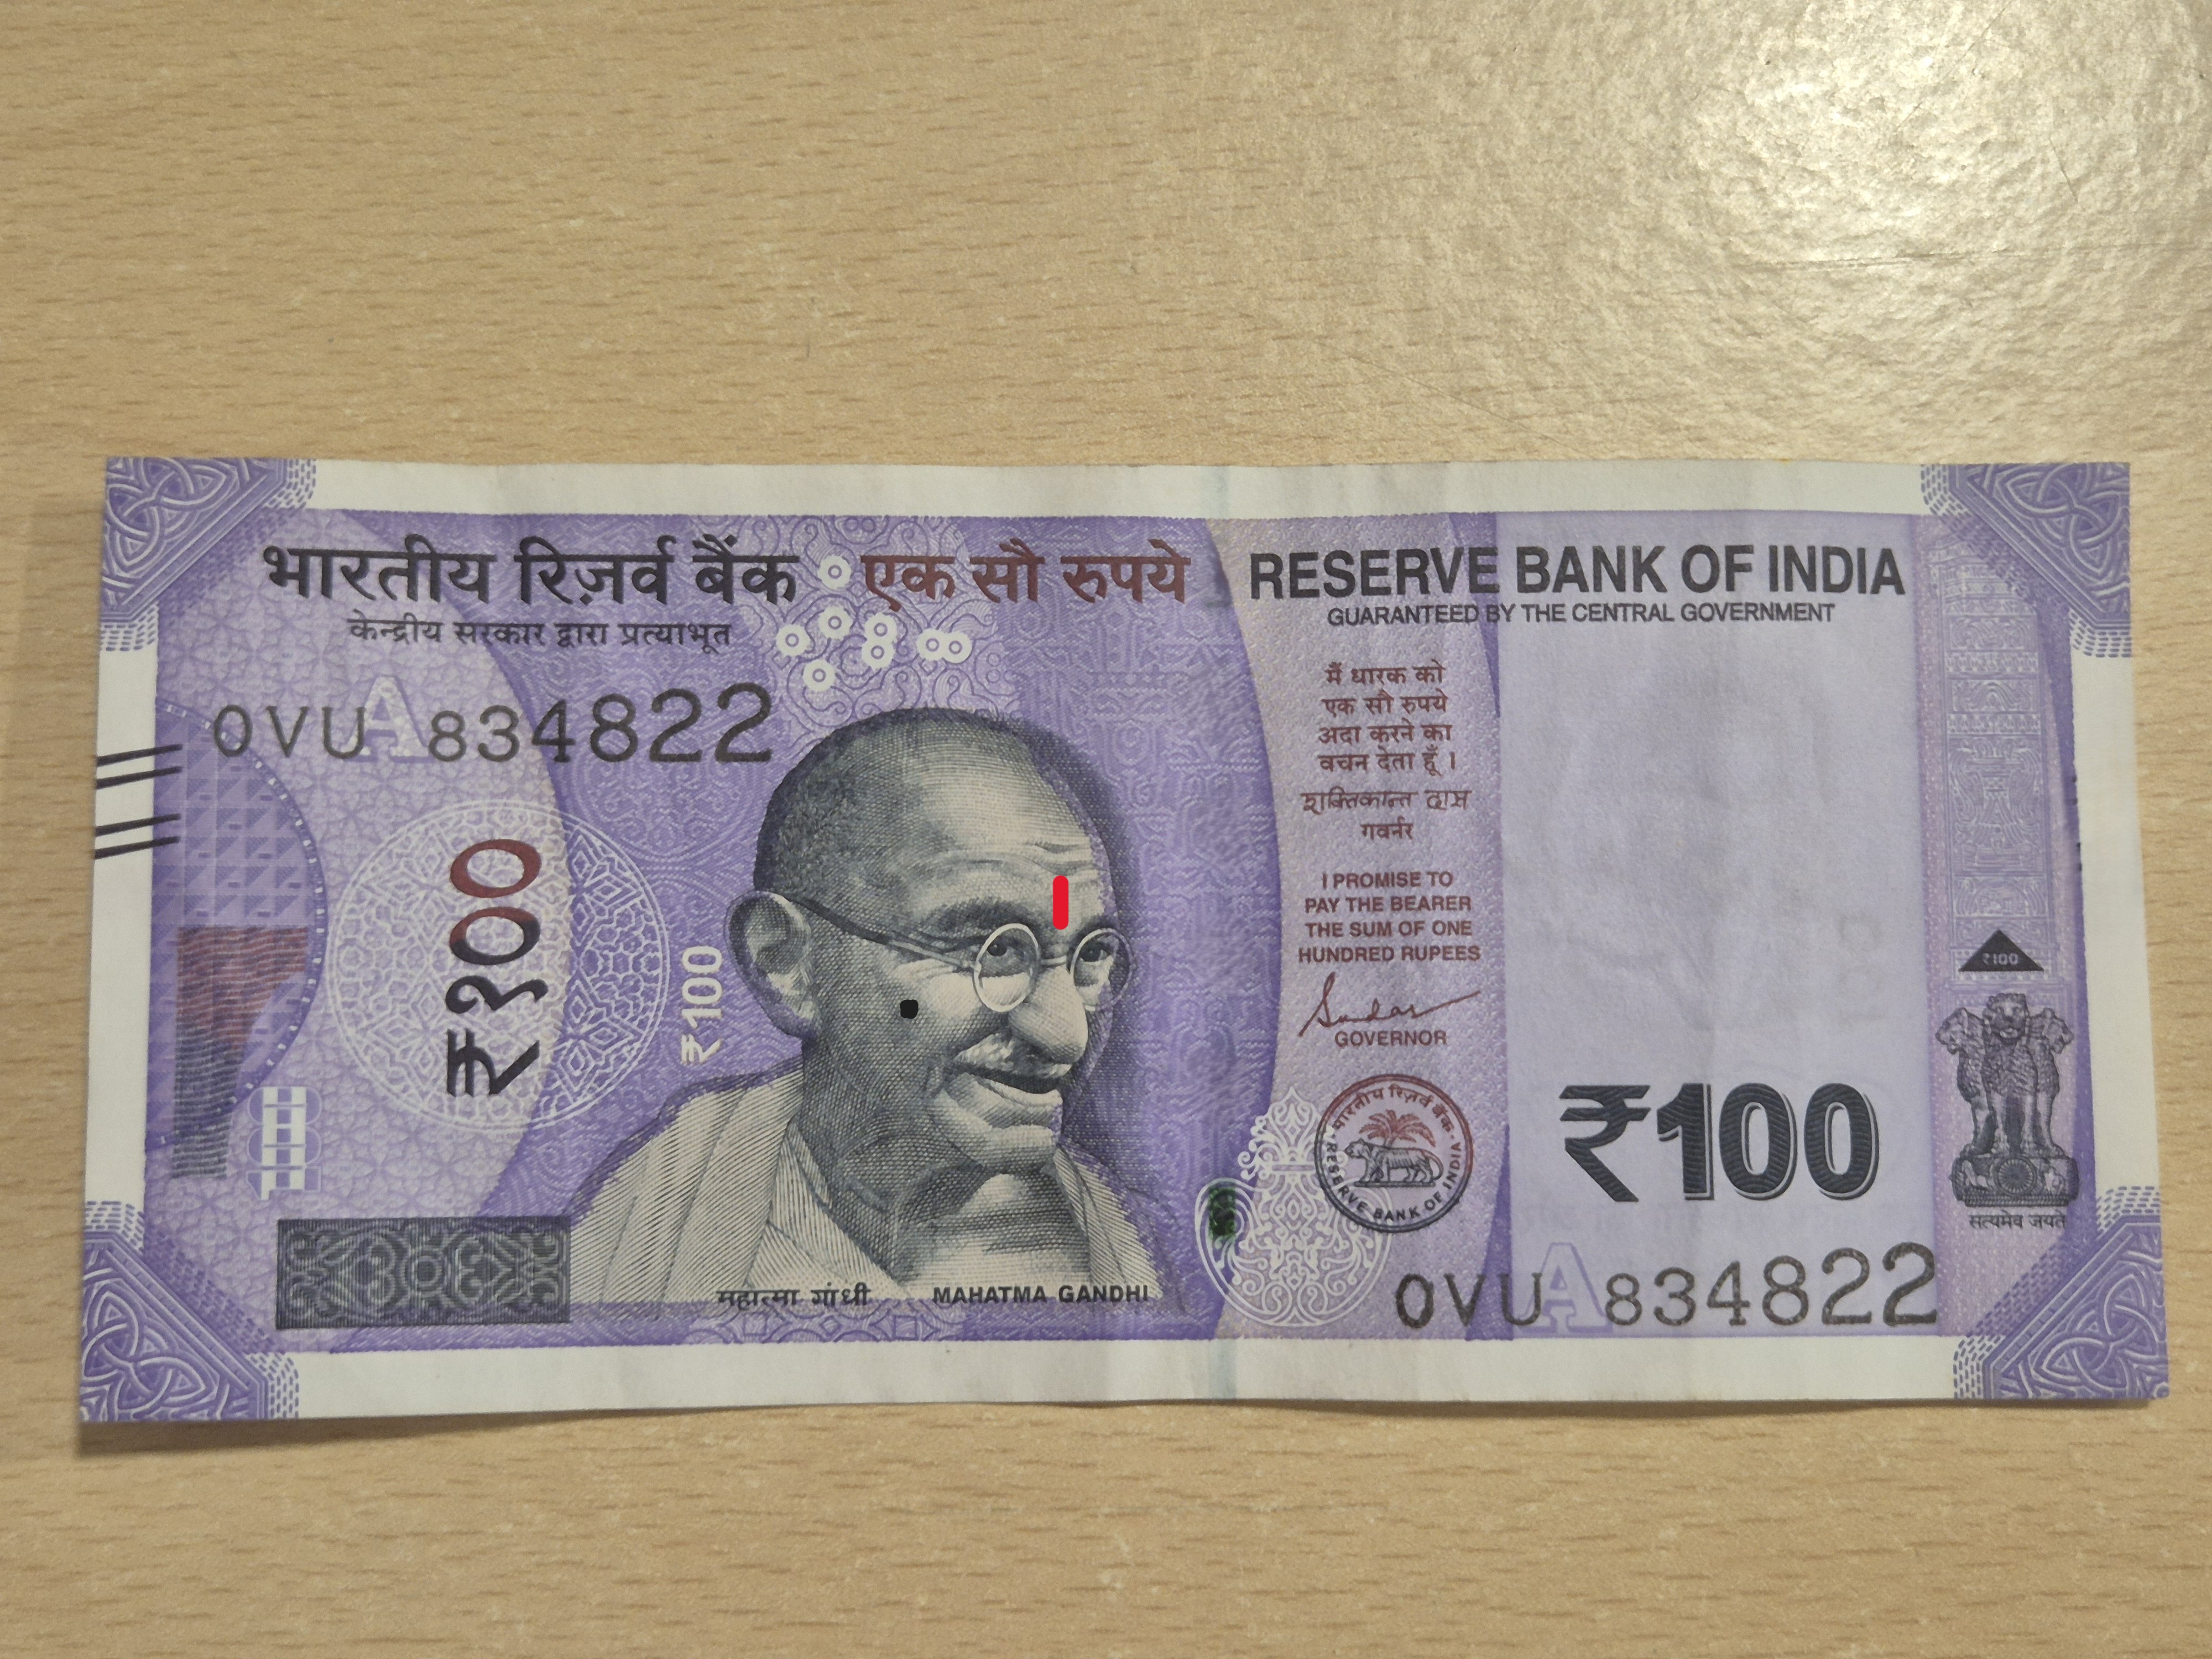 भारतीय रिज़र्व बैंक एक सौ रुपये RESERVE BANK OF INDIA
केन्द्रीय सरकार द्वारा प्रत्याभूत GUARANTEED BY THE CENTRAL GOVERNMENT
0VU 834822
A
₹१००
₹100
मैं धारक को
एक सौ रुपये
अदा करने का
वचन देता हूँ ।
शक्तिकान्त दास
गवर्नर
I PROMISE TO
PAY THE BEARER
THE SUM OF ONE
HUNDRED RUPEES
GOVERNOR
भारतीय रिज़र्व बैंक
RESERVE BANK OF INDIA
₹100
₹100
सत्यमेव जयते
महात्मा गांधी MAHATMA GANDHI
0VU 834822
A